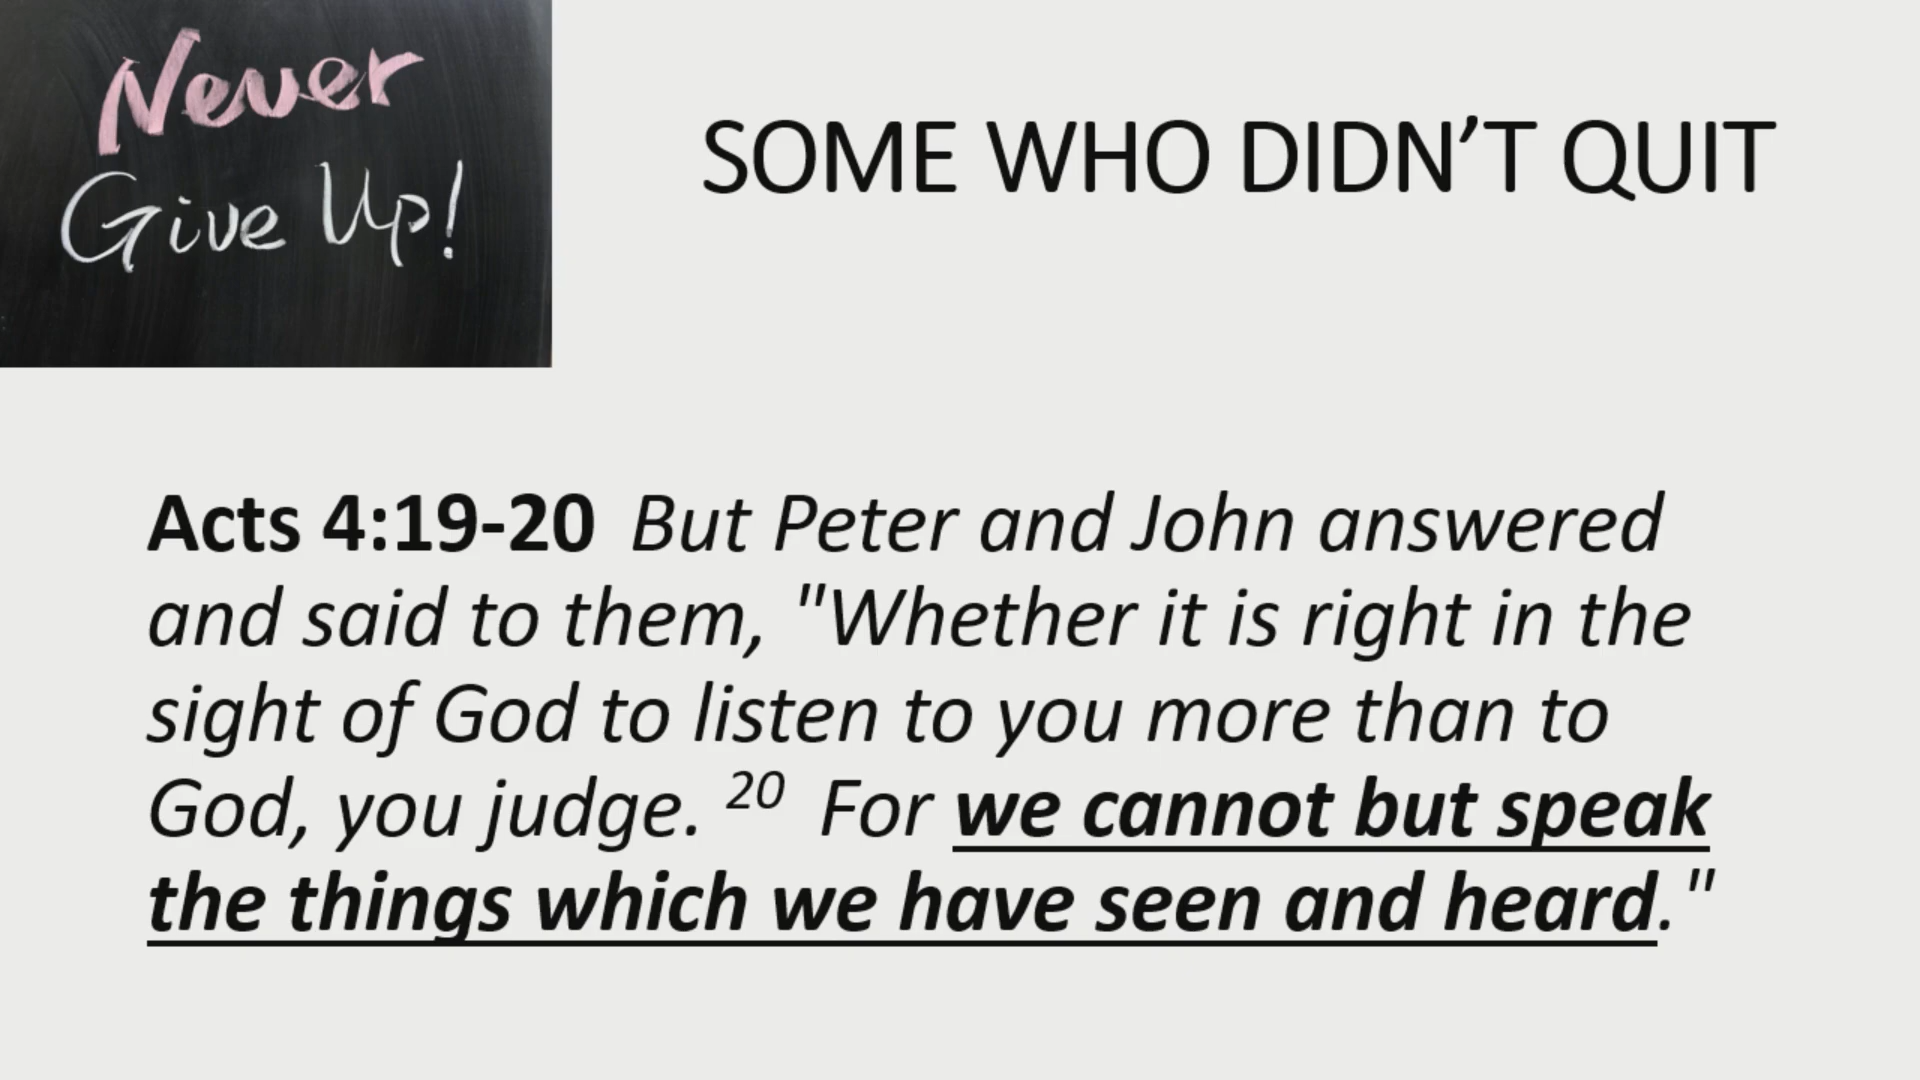 Never
Give Up!
SOME WHO DIDN’T QUIT
Acts 4:19-20 But Peter and John answered
and said to them, "Whether it is right in the
sight of God to listen to you more than to
God, you judge. 20 For we cannot but speak
the things which we have seen and heard."